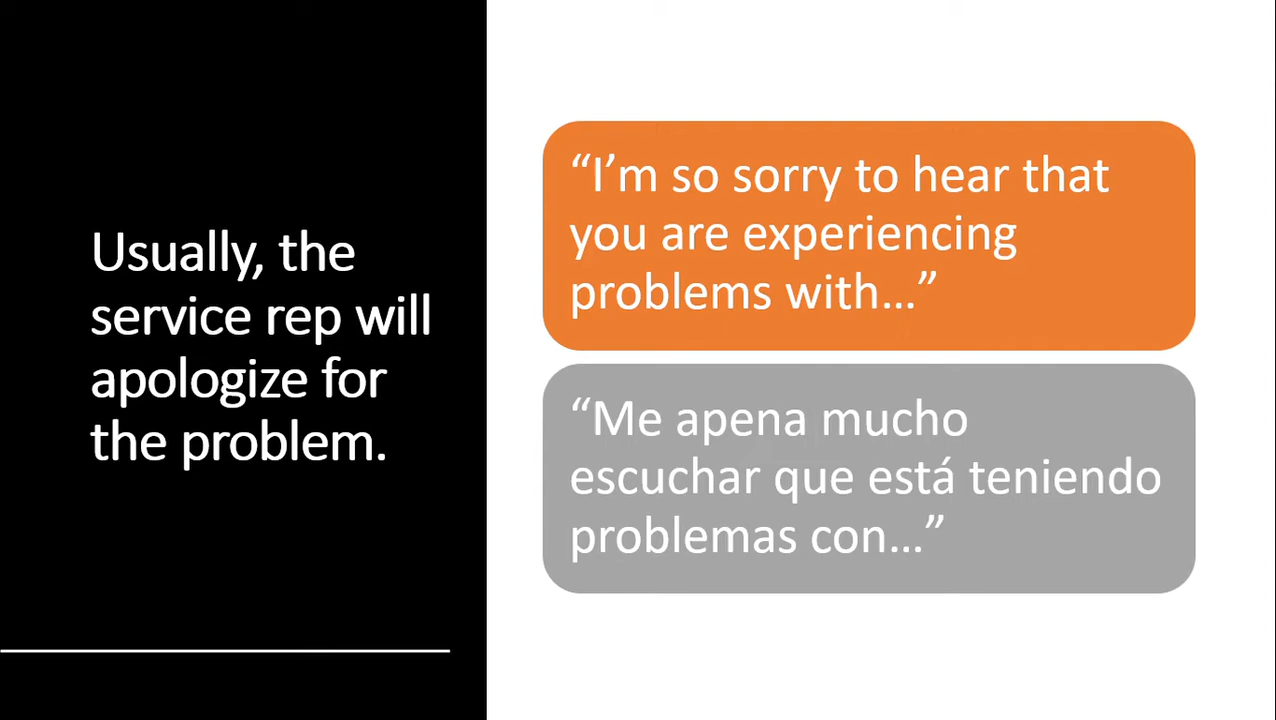 Usually, the
service rep will
apologize for
the problem.
“I’m so sorry to hear that
you are experiencing
problems with…”
“Me apena mucho
escuchar que está teniendo
problemas con…”